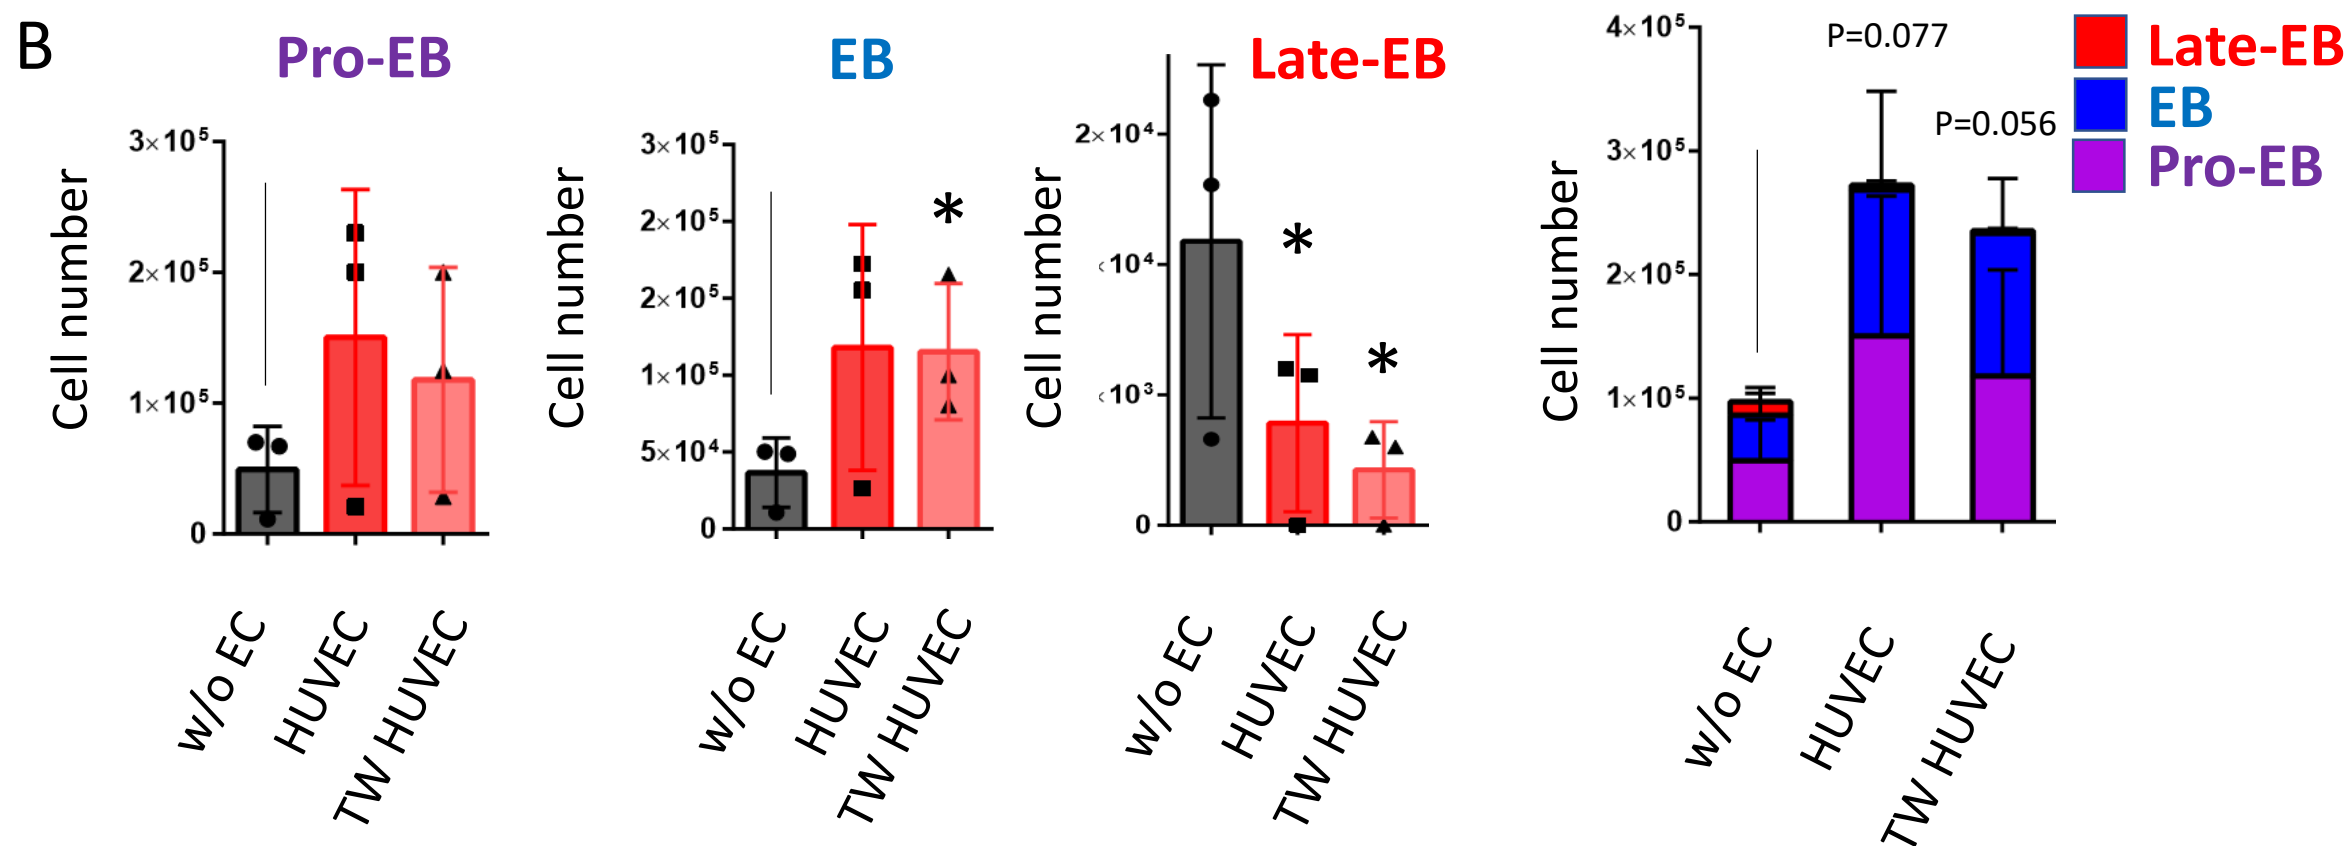 B
Pro-EB
Cell number
3×10⁵
2×10⁵
1×10⁵
0
w/o EC
HUVEC
TW HUVEC
EB
Cell number
3×10⁵
2×10⁵
2×10⁵
1×10⁵
5×10⁴
0
*
w/o EC
HUVEC
TW HUVEC
Late-EB
Cell number
2×10⁴
×10⁴
×10³
0
*
*
w/o EC
HUVEC
TW HUVEC
Cell number
4×10⁵
3×10⁵
2×10⁵
1×10⁵
0
P=0.077
P=0.056
w/o EC
HUVEC
TW HUVEC
Late-EB
EB
Pro-EB